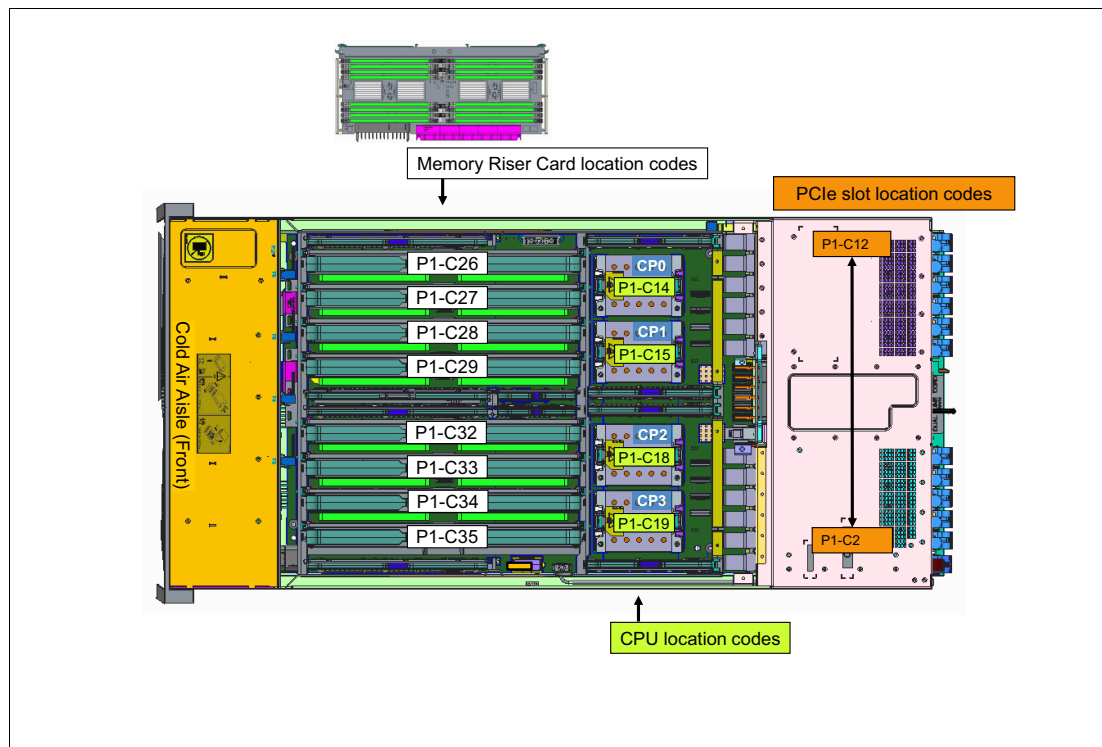 Memory Riser Card location codes
PCIe slot location codes
P1-C12
P1-C26
P1-C27
P1-C28
P1-C29
P1-C32
P1-C33
P1-C34
P1-C35
CP0
P1-C14
CP1
P1-C15
CP2
P1-C18
CP3
P1-C19
P1-C2
Cold Air Aisle (Front)
CPU location codes